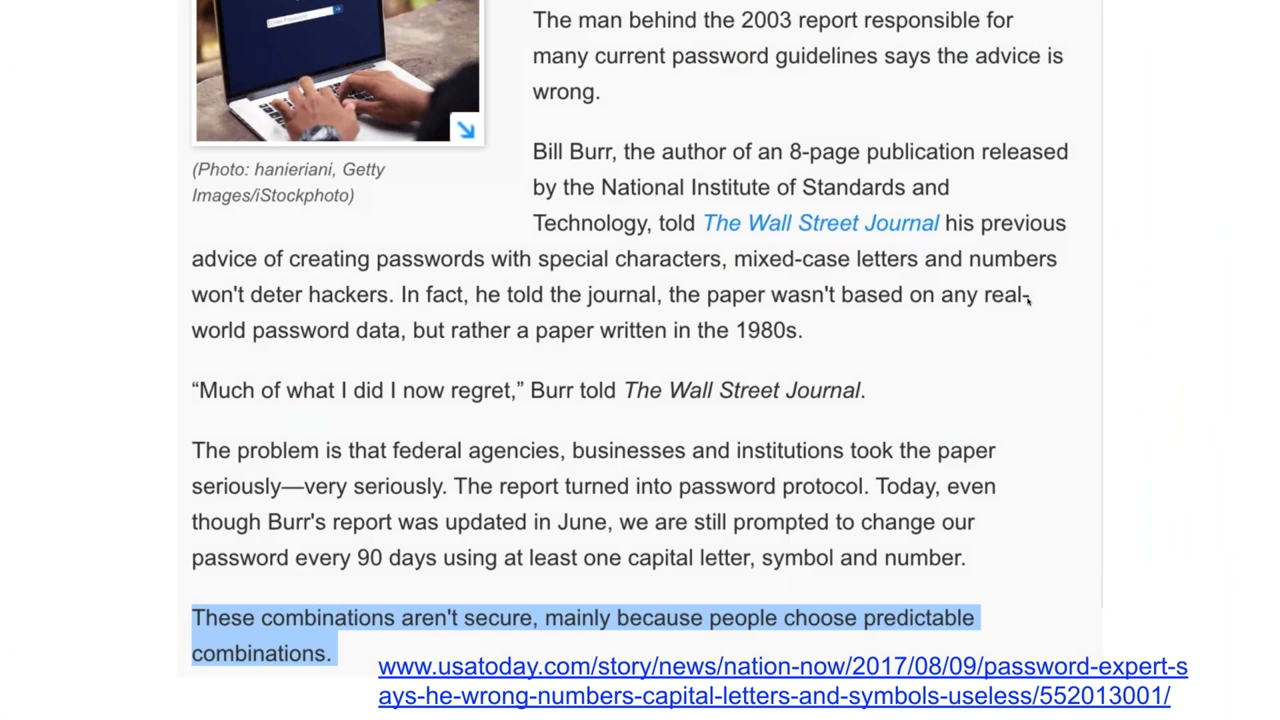 The man behind the 2003 report responsible for
many current password guidelines says the advice is
wrong.
(Photo: hanieriani, Getty
Images/iStockphoto)
Bill Burr, the author of an 8-page publication released
by the National Institute of Standards and
Technology, told The Wall Street Journal his previous
advice of creating passwords with special characters, mixed-case letters and numbers
won't deter hackers. In fact, he told the journal, the paper wasn't based on any real-
world password data, but rather a paper written in the 1980s.
“Much of what I did I now regret,” Burr told The Wall Street Journal.
The problem is that federal agencies, businesses and institutions took the paper
seriously—very seriously. The report turned into password protocol. Today, even
though Burr's report was updated in June, we are still prompted to change our
password every 90 days using at least one capital letter, symbol and number.
These combinations aren't secure, mainly because people choose predictable
combinations.
www.usatoday.com/story/news/nation-now/2017/08/09/password-expert-s
ays-he-wrong-numbers-capital-letters-and-symbols-useless/552013001/